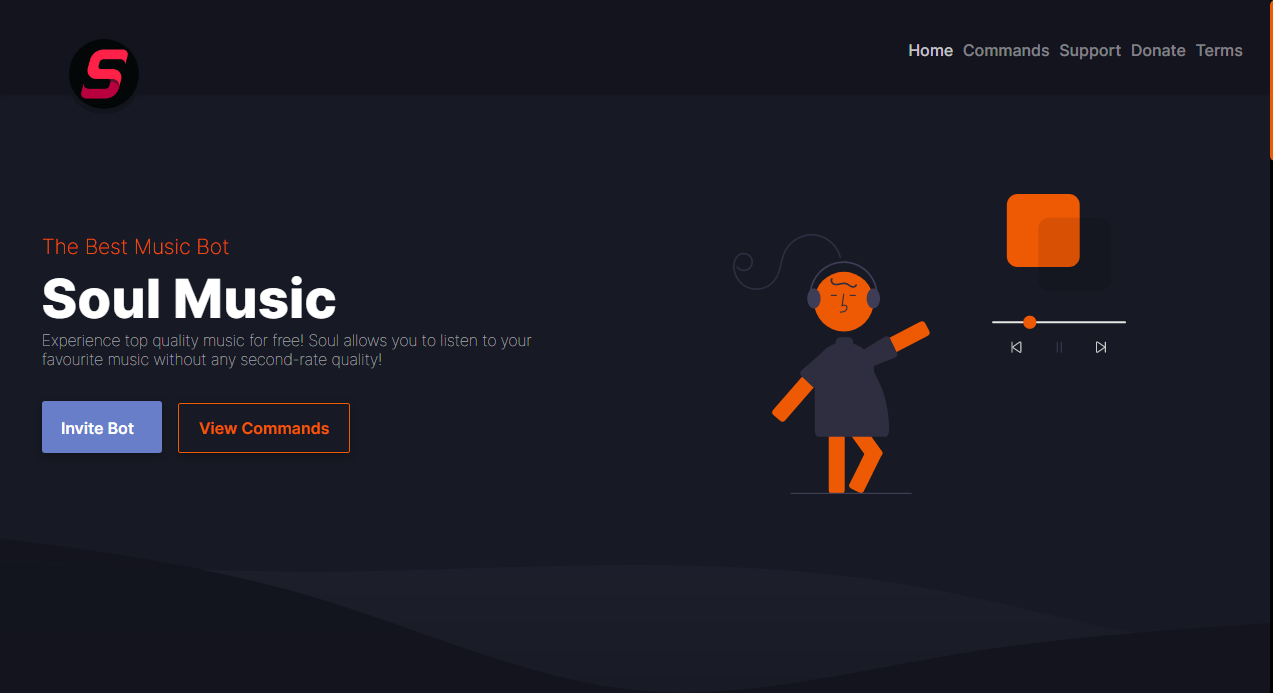 S
Home Commands Support Donate Terms
The Best Music Bot
Soul Music
Experience top quality music for free! Soul allows you to listen to your
favourite music without any second-rate quality!
Invite Bot View Commands